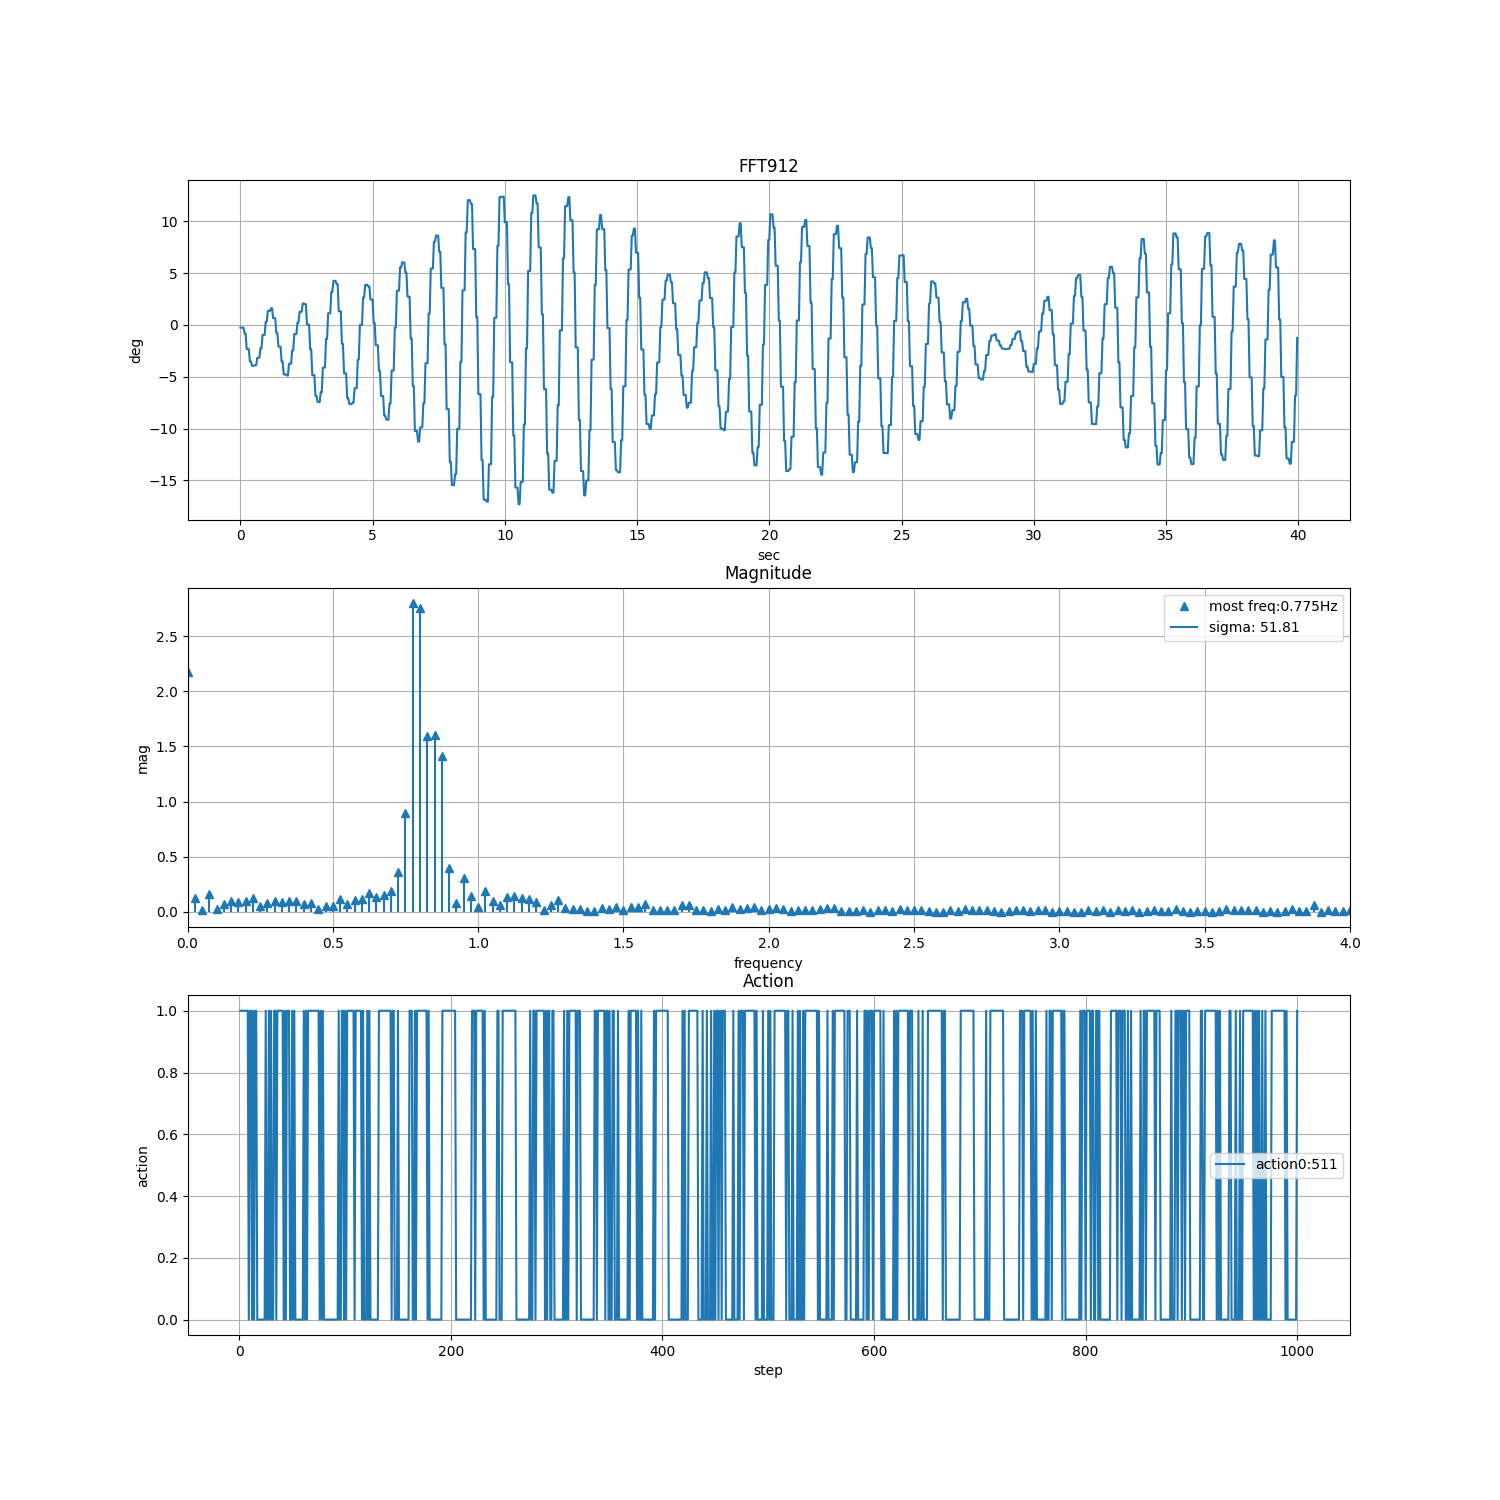 FFT912
10
5
0
−5
−10
−15
deg
0 5 10 15 20 25 30 35 40
sec
Magnitude
most freq:0.775Hz
sigma: 51.81
2.5
2.0
1.5
1.0
0.5
0.0
mag
0.0 0.5 1.0 1.5 2.0 2.5 3.0 3.5 4.0
frequency
Action
1.0
0.8
0.6
0.4
0.2
0.0
action
action0:511
0 200 400 600 800 1000
step